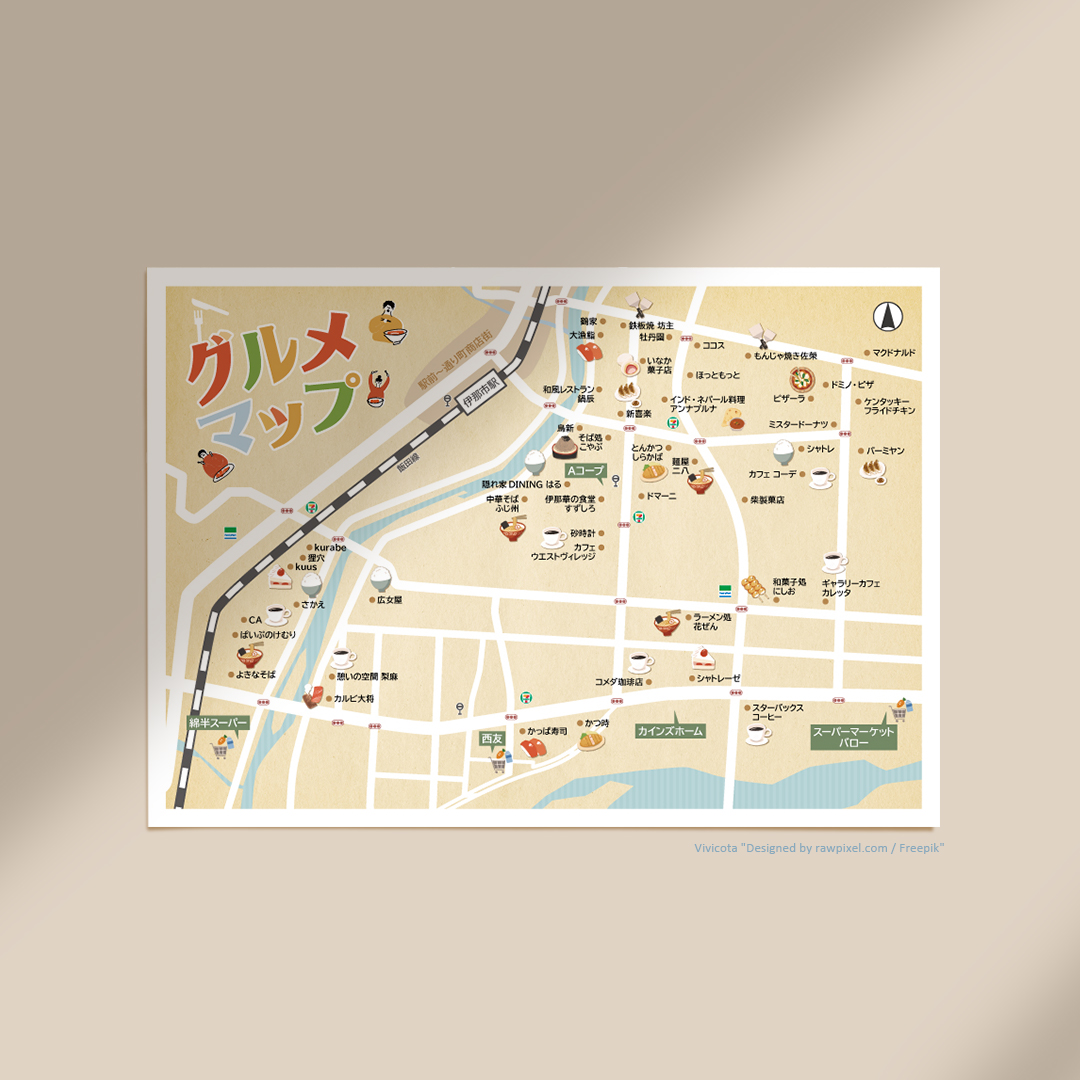 グルメ
マップ
駅前~通り町商店街
伊那市駅
飯田線
鶴家
大漁鮨
鉄板焼 坊主
牡丹園
ココス
もんじゃ焼き佐榮
マクドナルド
いなか
菓子店
ほっともっと
ドミノ・ピザ
ピザーラ
ケンタッキー
フライドチキン
和風レストラン
鍋辰
新喜楽
インド・ネパール料理
アンナプルナ
ミスタードーナツ
鳥新
そば処
こやぶ
とんかつ
しらかば
麺屋
二八
シャトレ
バーミヤン
Aコープ
カフェ コーデ
隠れ家 DINING はる
中華そば
ふじ州
伊那華の食堂
すずしろ
ドマーニ
柴製菓店
砂時計
カフェ
ウエストヴィレッジ
kurabe
狸穴
kuus
さかえ
広女屋
和菓子処
にしお
ギャラリーカフェ
カレッタ
CA
ぱいぷのけむり
よきなそば
ラーメン処
花ぜん
憩いの空間 梨麻
カルビ大将
コメダ珈琲店
シャトレーゼ
スターバックス
コーヒー
綿半スーパー
西友
かっぱ寿司
かつ時
カインズホーム
スーパーマーケット
バロー
Vivicota "Designed by rawpixel.com / Freepik"